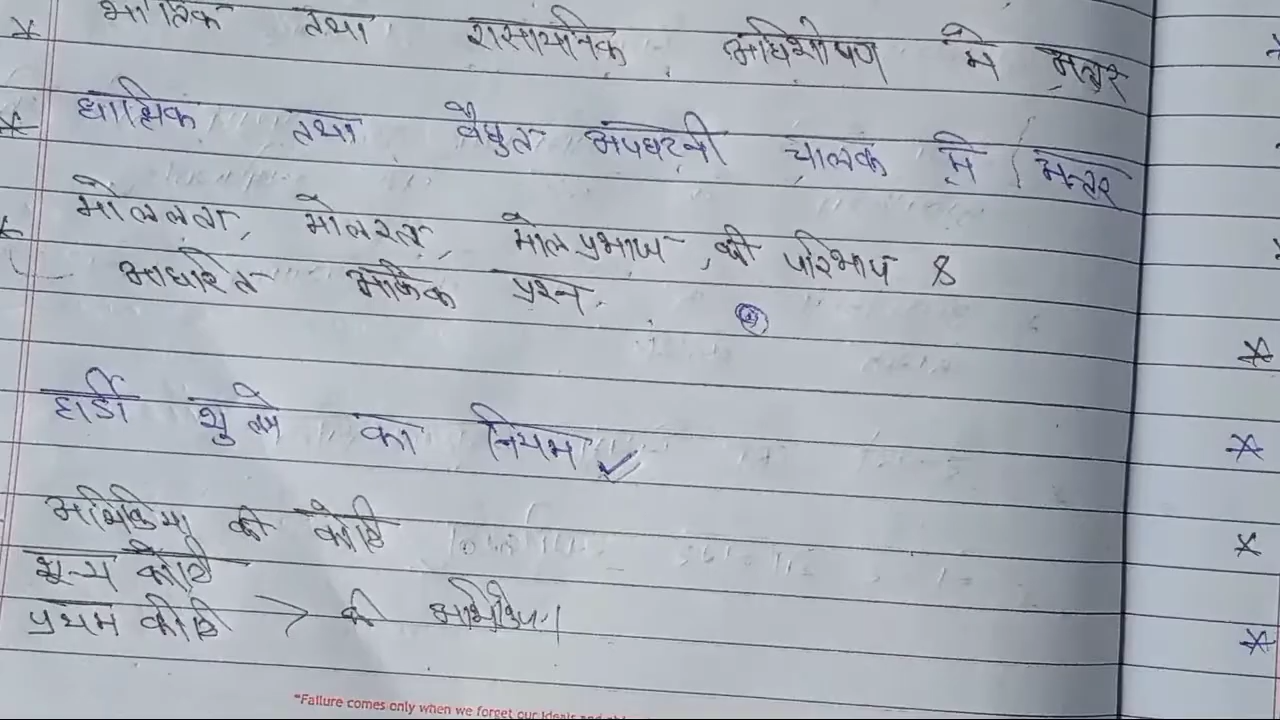 * भौतिक तथा रासायनिक अधिशोषण में अन्तर
* धात्विक तथा वैधुत अपघटनी चालक में अन्तर
* मोललता, मोलरता, मोल प्रभाज, की परिभाषा &
आधारित आंकिक प्रश्न.
हार्डी शुल्जे का नियम ✓
अभिक्रिया की कोटि
शून्य कोटि
प्रथम कोटि > की अभिक्रिया
"Failure comes only when we forget our ideals and